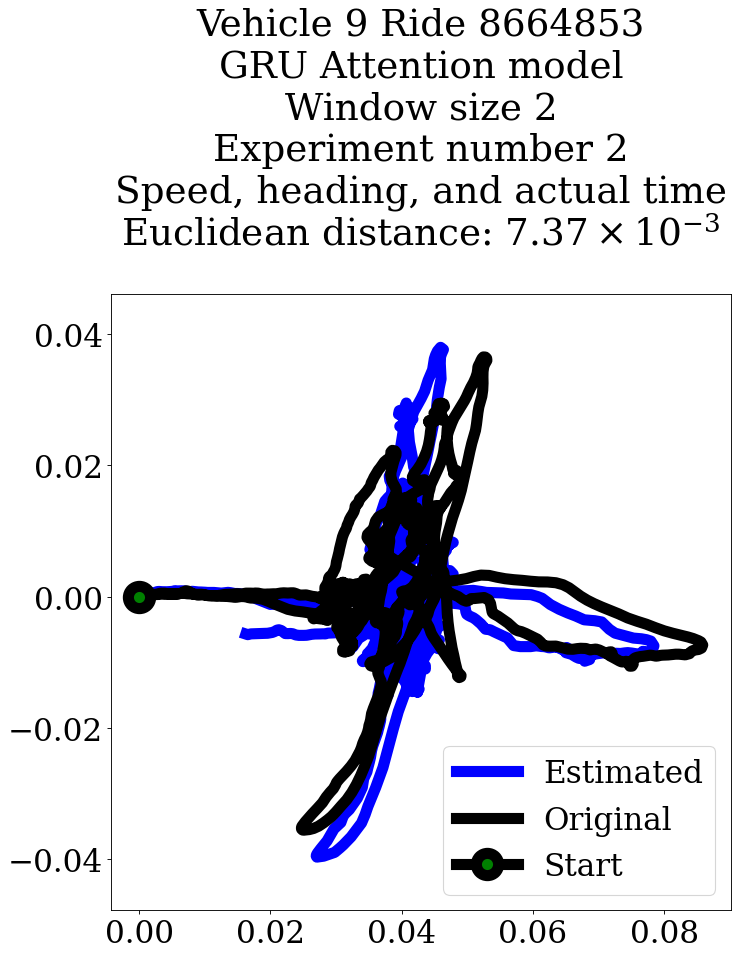 Vehicle 9 Ride 8664853
GRU Attention model
Window size 2
Experiment number 2
Speed, heading, and actual time
Euclidean distance: 7.37 × 10⁻³
0.04
0.02
0.00
−0.02
−0.04
Estimated
Original
Start
0.00 0.02 0.04 0.06 0.08